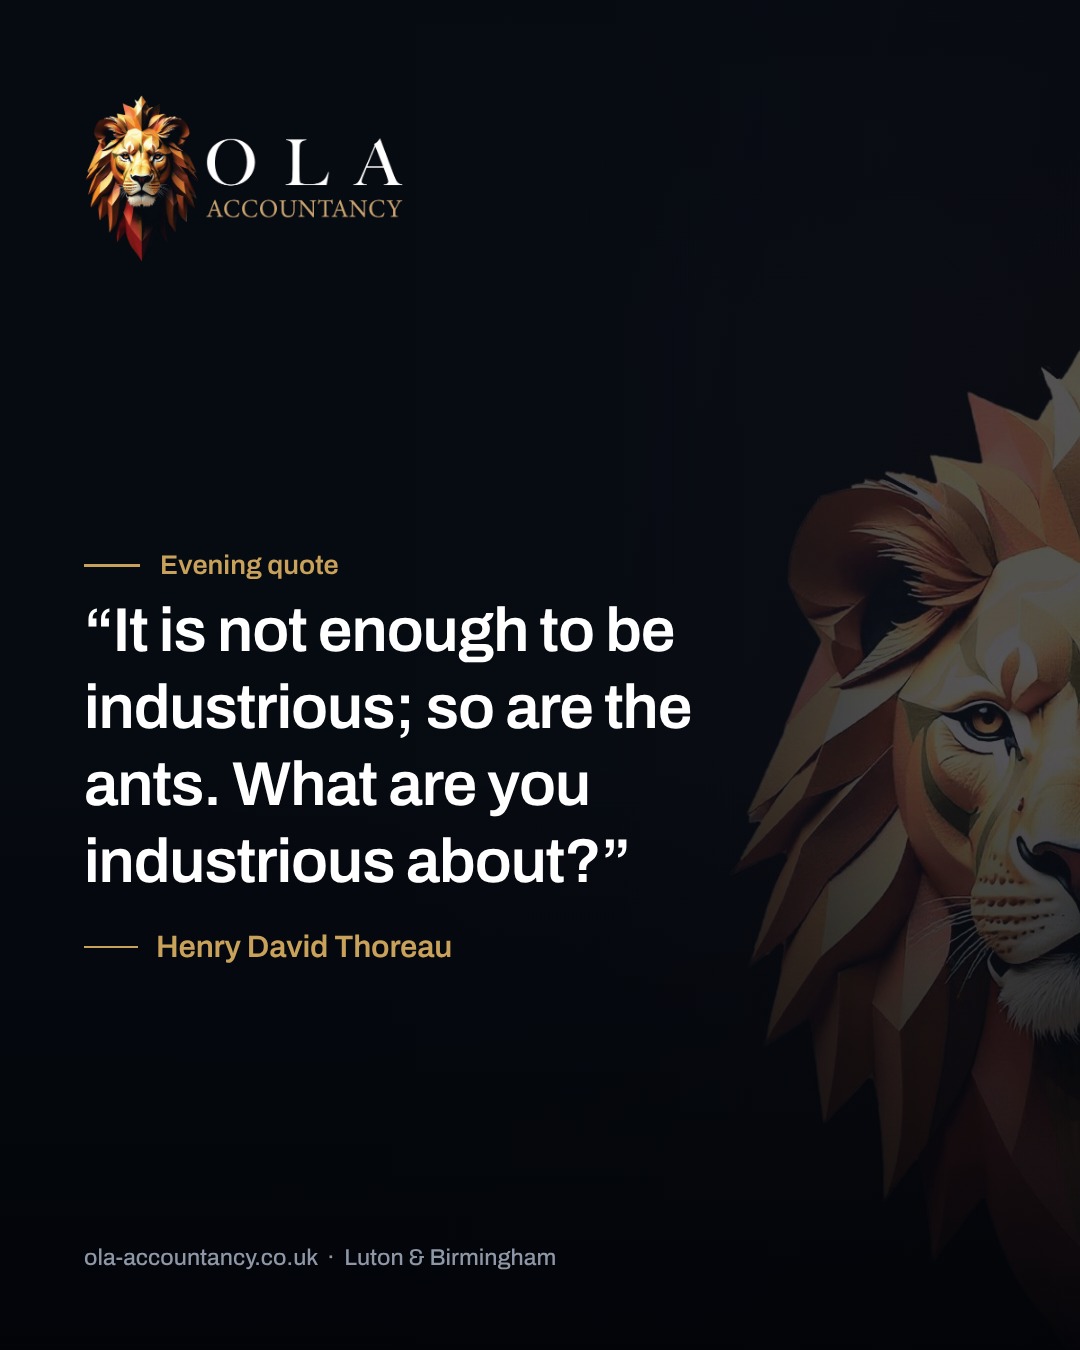 OLA
ACCOUNTANCY
Evening quote
“It is not enough to be
industrious; so are the
ants. What are you
industrious about?”
Henry David Thoreau
ola-accountancy.co.uk · Luton & Birmingham